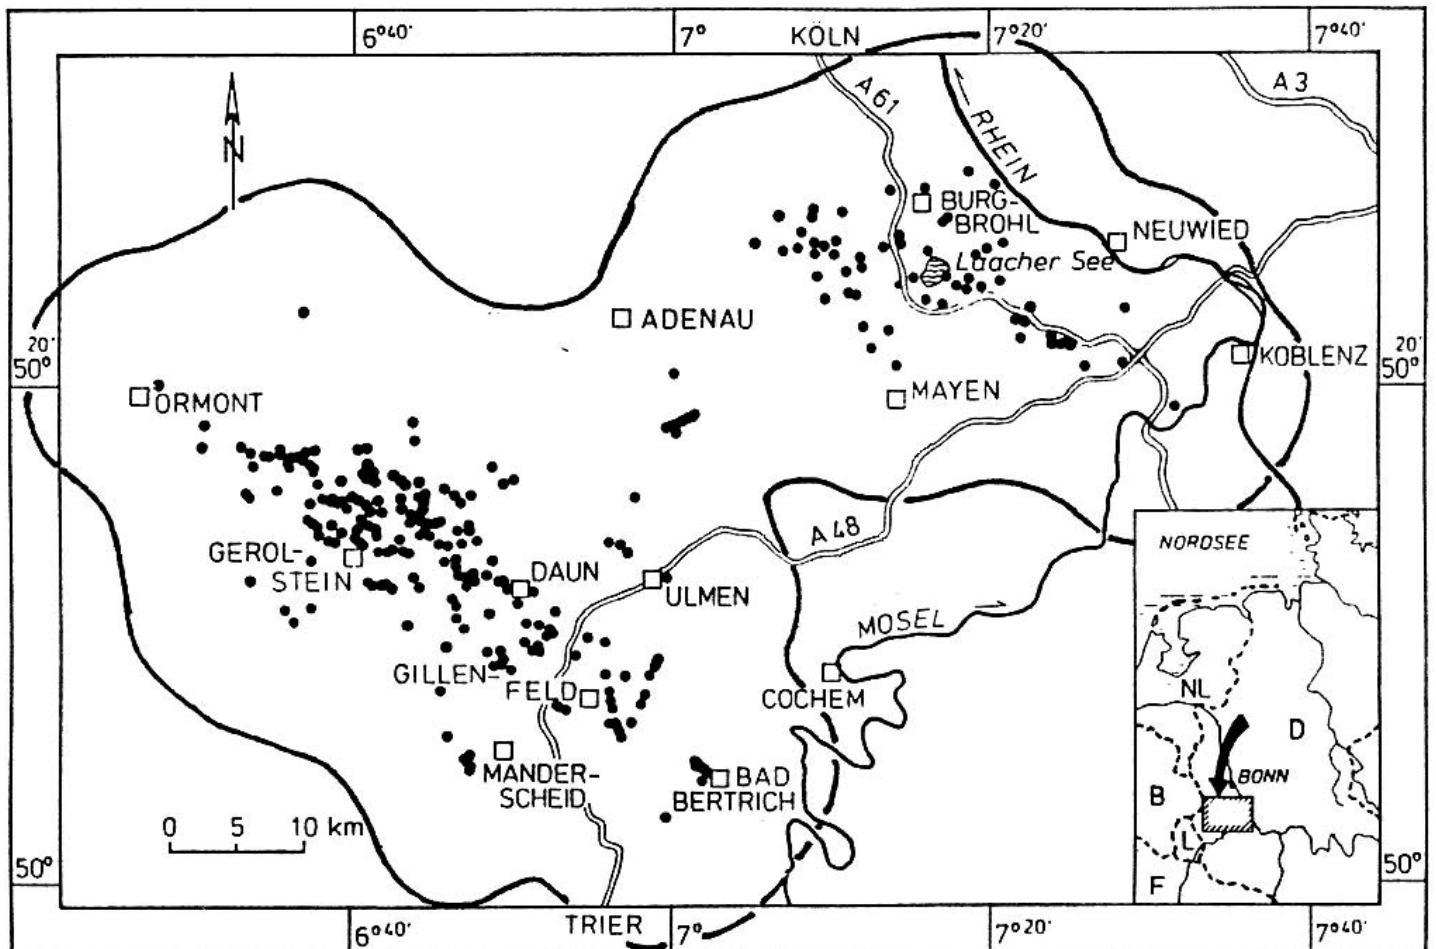 6°40'
7°
KÖLN
7°20'
7°40'
A 61
A 3
N
RHEIN
BURG-
BROHL
NEUWIED
Laacher See
ADENAU
20'
50°
20'
50°
KOBLENZ
ORMONT
MAYEN
A 48
NORDSEE
GEROL-
STEIN
DAUN
ULMEN
MOSEL
GILLEN-
FELD
COCHEM
NL
D
MANDER-
SCHEID
BAD
BERTRICH
BONN
B
0 5 10 km
L
50°
50°
F
TRIER
6°40'
7°
7°20'
7°40'